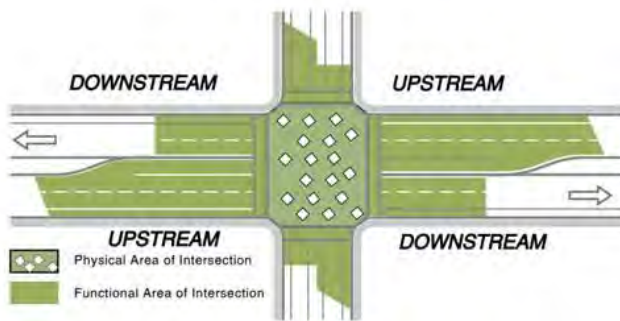 DOWNSTREAM
UPSTREAM
UPSTREAM
DOWNSTREAM
Physical Area of Intersection
Functional Area of Intersection